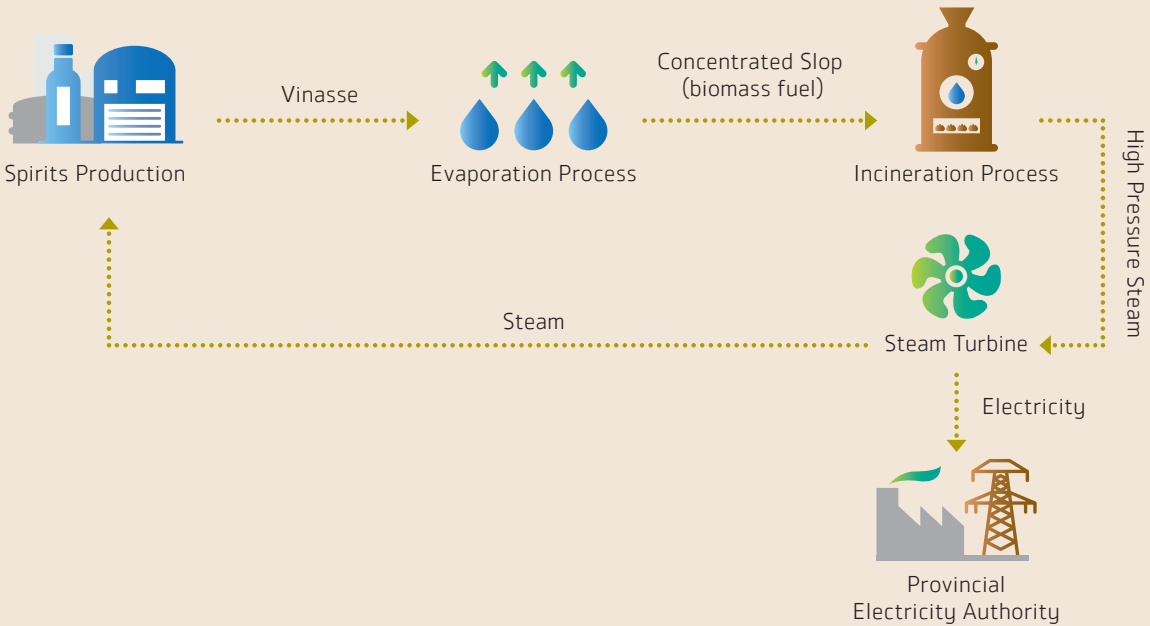 Vinasse
Concentrated Slop
(biomass fuel)
Spirits Production
Evaporation Process
Incineration Process
High Pressure Steam
Steam
Steam Turbine
Electricity
Provincial
Electricity Authority